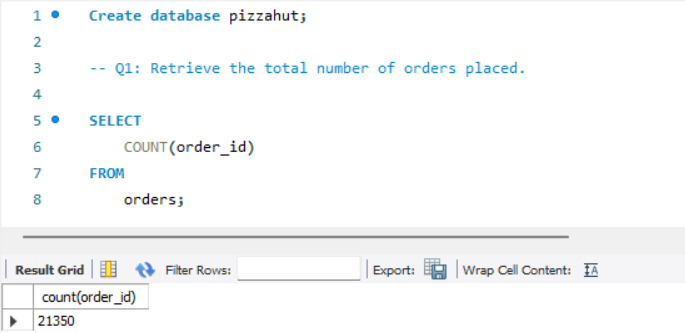 1 Create database pizzahut;
2
3 -- Q1: Retrieve the total number of orders placed.
4
5 SELECT
6 COUNT(order_id)
7 FROM
8 orders;
Result Grid Filter Rows: Export: Wrap Cell Content: IA
count(order_id)
21350